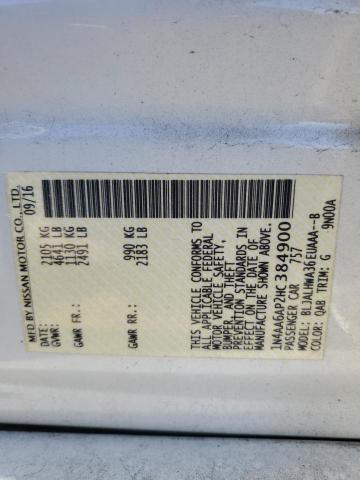 MFD BY NISSAN MOTOR CO., LTD. 09/16
GVWR: 2105 KG
4641 LB
GAWR FR.: 1130 KG
2491 LB
GAWR RR.: 990 KG
2183 LB
THIS VEHICLE CONFORMS TO
ALL APPLICABLE FEDERAL
MOTOR VEHICLE SAFETY,
BUMPER, AND THEFT
PREVENTION STANDARDS IN
EFFECT ON THE DATE OF
MANUFACTURE SHOWN ABOVE.
1N4AA6AP2HC384900
PASSENGER CAR 757
MODEL: BLJALHWA36EUAAA--B
COLOR: QAB TRIM: G 9N00A